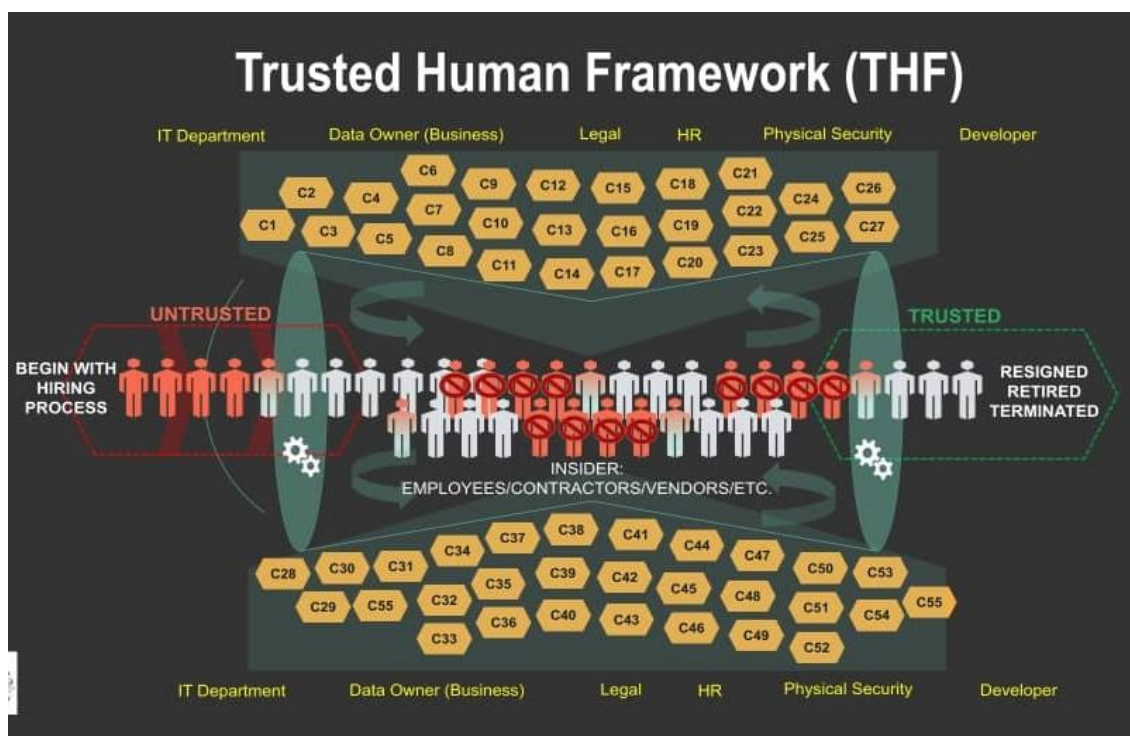 Trusted Human Framework (THF)
IT Department Data Owner (Business) Legal HR Physical Security Developer
C1
C2
C3
C4
C5
C6
C7
C8
C9
C10
C11
C12
C13
C14
C15
C16
C17
C18
C19
C20
C21
C22
C23
C24
C25
C26
C27
UNTRUSTED
TRUSTED
BEGIN WITH
HIRING
PROCESS
RESIGNED
RETIRED
TERMINATED
INSIDER:
EMPLOYEES/CONTRACTORS/VENDORS/ETC.
C28
C29
C30
C31
C55
C32
C33
C34
C35
C36
C37
C38
C39
C40
C41
C42
C43
C44
C45
C46
C47
C48
C49
C50
C51
C52
C53
C54
C55
IT Department Data Owner (Business) Legal HR Physical Security Developer